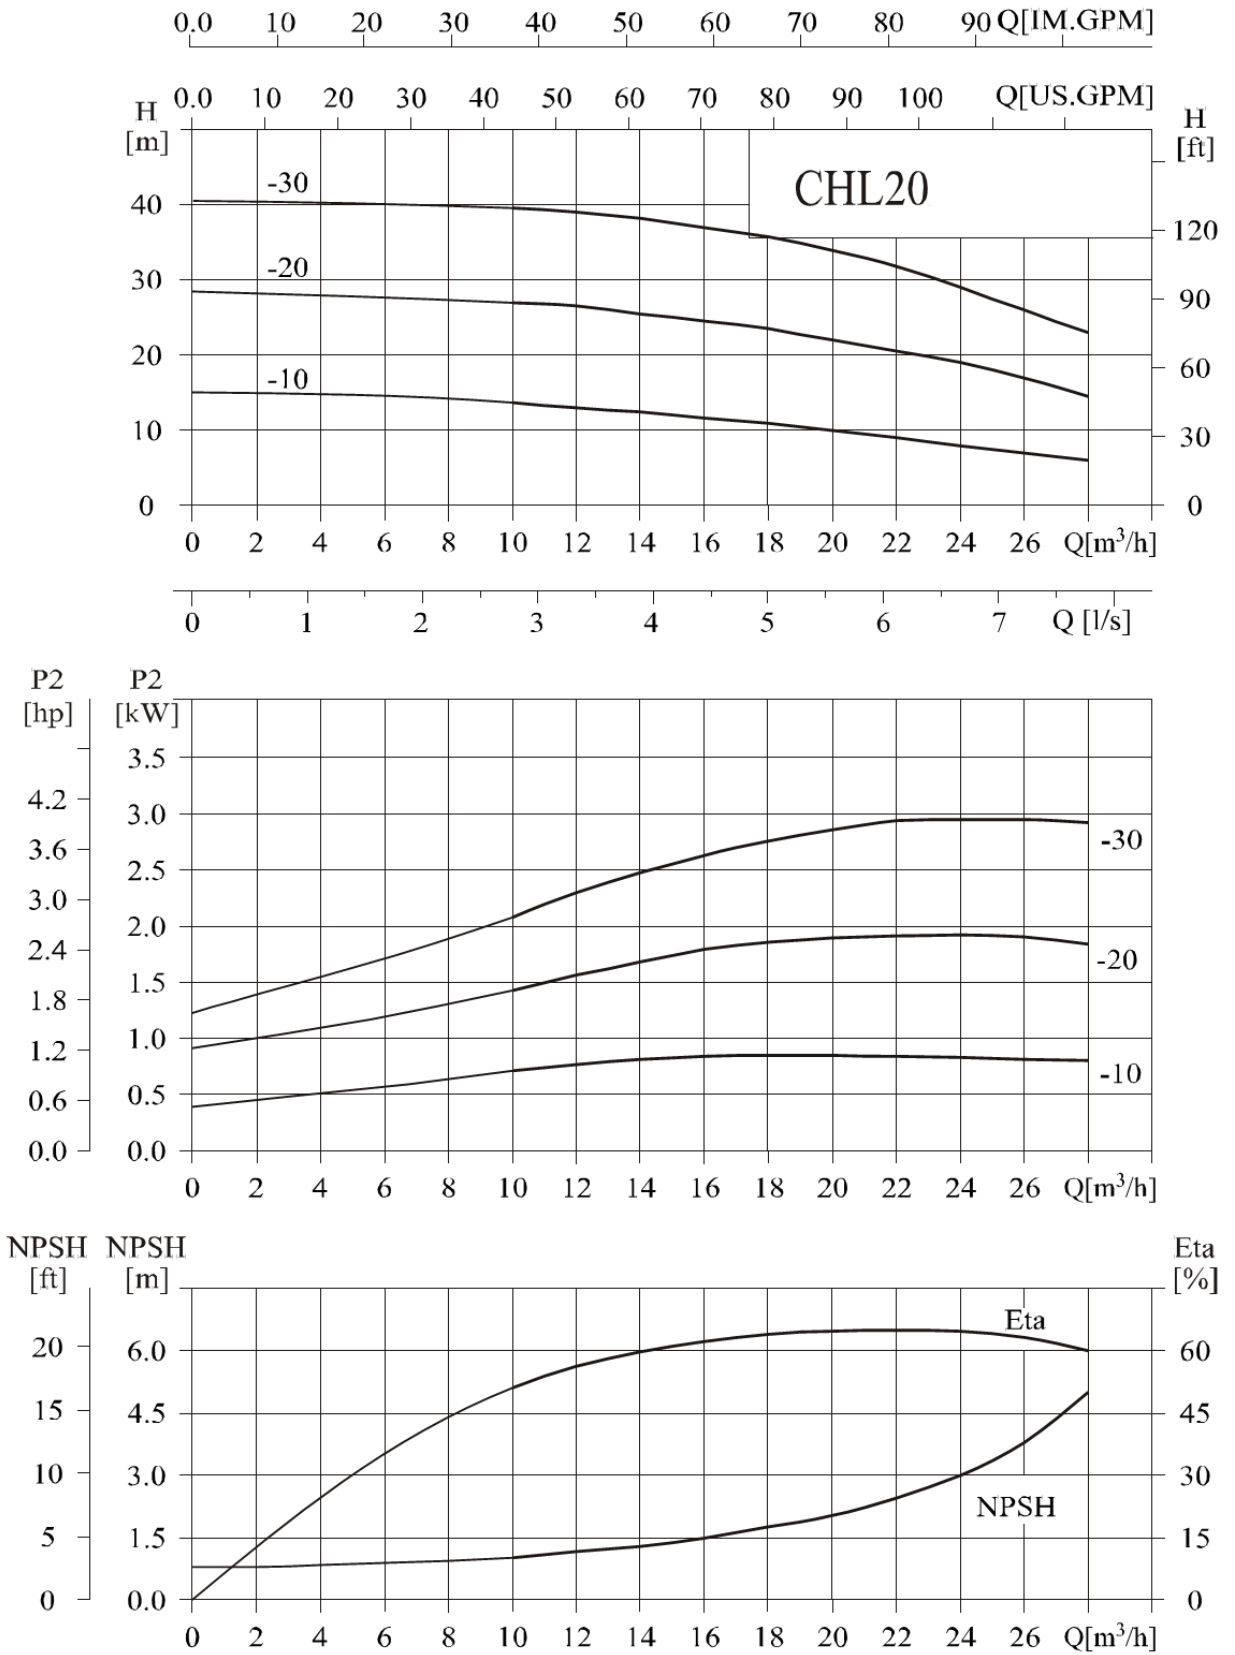 0.0 10 20 30 40 50 60 70 80 90 Q[IM.GPM]
0.0 10 20 30 40 50 60 70 80 90 100 Q[US.GPM]
H
[m]
H
[ft]
CHL20
-30
40
120
-20
30
90
20
60
-10
10
30
0
0
0 2 4 6 8 10 12 14 16 18 20 22 24 26 Q[m³/h]
0 1 2 3 4 5 6 7 Q [l/s]
P2
[hp]
P2
[kW]
3.5
4.2
3.0
-30
3.6
2.5
3.0
2.0
2.4
-20
1.5
1.8
1.0
1.2
-10
0.5
0.6
0.0
0.0
0 2 4 6 8 10 12 14 16 18 20 22 24 26 Q[m³/h]
NPSH
[ft]
NPSH
[m]
Eta
[%]
Eta
20
6.0
60
15
4.5
45
10
3.0
30
NPSH
5
1.5
15
0
0.0
0
0 2 4 6 8 10 12 14 16 18 20 22 24 26 Q[m³/h]